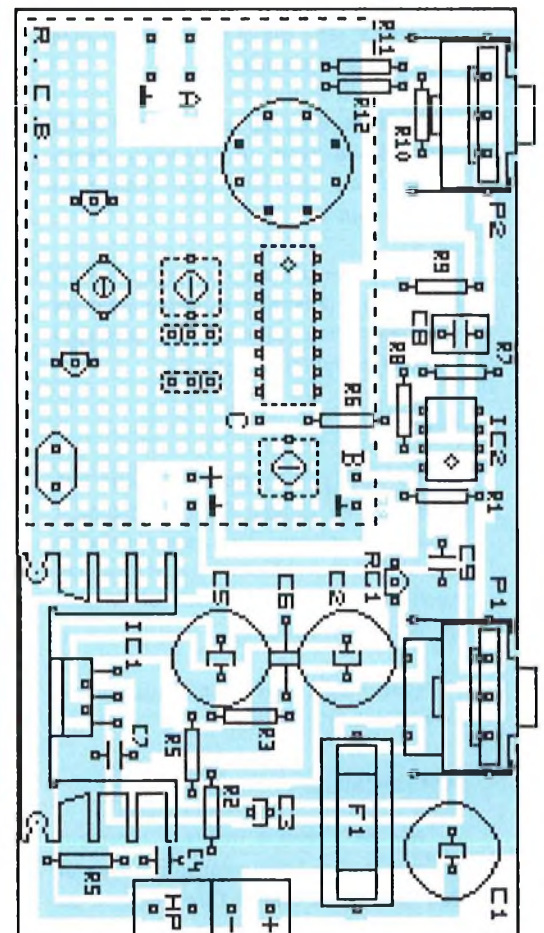 R.C.B.
A
R11
R12
R10
P2
R9
C8
R7
R8
R6
IC2
C
B
+
R1
C9
RC1
P1
C5
C6
C2
IC1
C7
R3
R5
R2
C3
F1
R5
C4
C1
HP
-
+